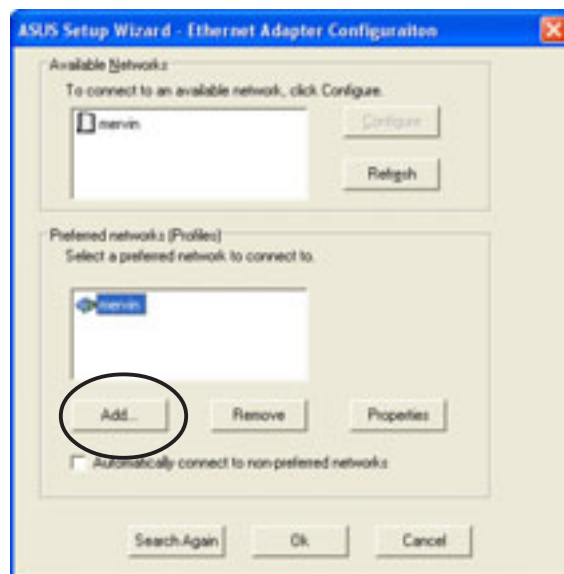 ASUS Setup Wizard - Ethernet Adapter Configuraiton
Available Networks
To connect to an available network, click Configure.
mervin
Configure
Refresh
Preferred networks (Profiles)
Select a preferred network to connect to.
mervin
Add... Remove Properties
Automatically connect to non-preferred networks
Search Again Ok Cancel